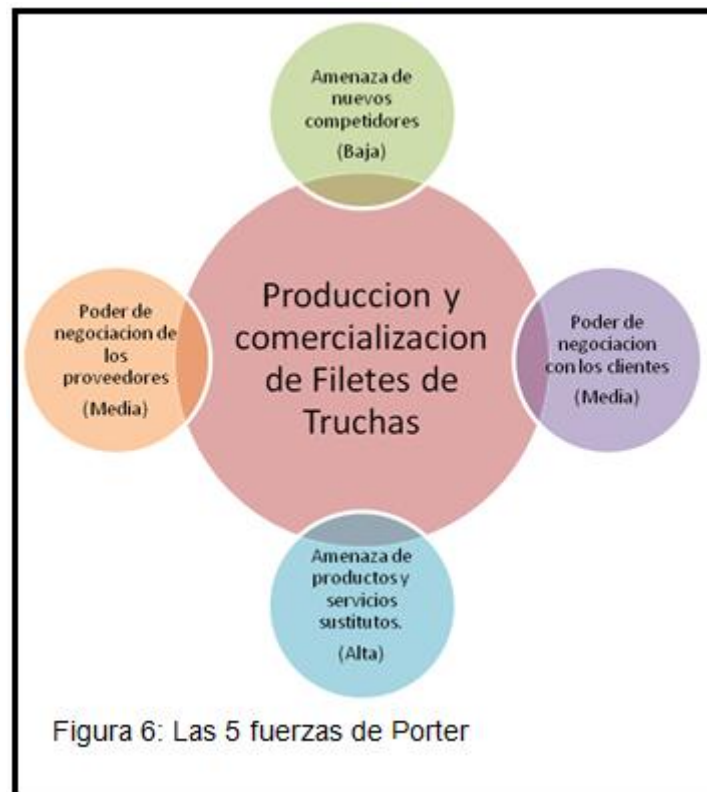 Amenaza de
nuevos
competidores
(Baja)
Produccion y
comercializacion
de Filetes de
Truchas
Poder de
negociacion de
los
proveedores
(Media)
Poder de
negociacion
con los clientes
(Media)
Amenaza de
productos y
servicios
sustitutos.
(Alta)
Figura 6: Las 5 fuerzas de Porter